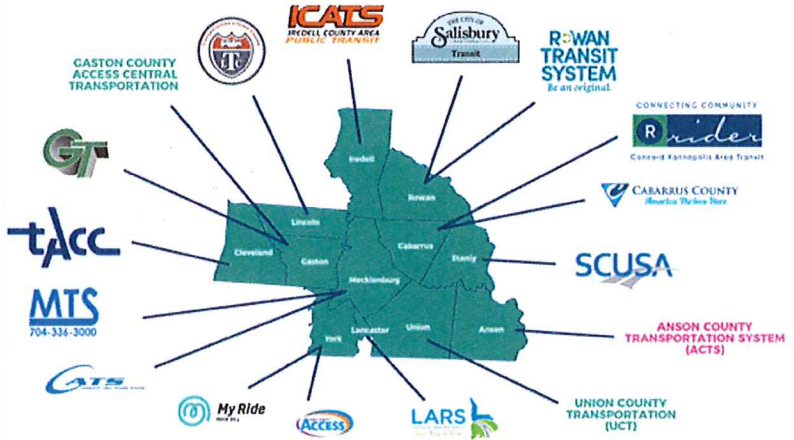 ICATS
IREDELL COUNTY AREA
PUBLIC TRANSIT
THE CITY OF
Salisbury
Transit
ROWAN
TRANSIT
SYSTEM
Be an original.
GASTON COUNTY
ACCESS CENTRAL
TRANSPORTATION
CONNECTING COMMUNITY
R rider
Concord Kannapolis Area Transit
GT
CABARRUS COUNTY
America Thrives Here
tACC
SCUSA
MTS
704-336-3000
ANSON COUNTY
TRANSPORTATION SYSTEM
(ACTS)
CATS
My Ride
ACCESS
LARS
UNION COUNTY
TRANSPORTATION
(UCT)
Iredell
Rowan
Lincoln
Cleveland
Gaston
Cabarrus
Stanly
Mecklenburg
York
Lancaster
Union
Anson